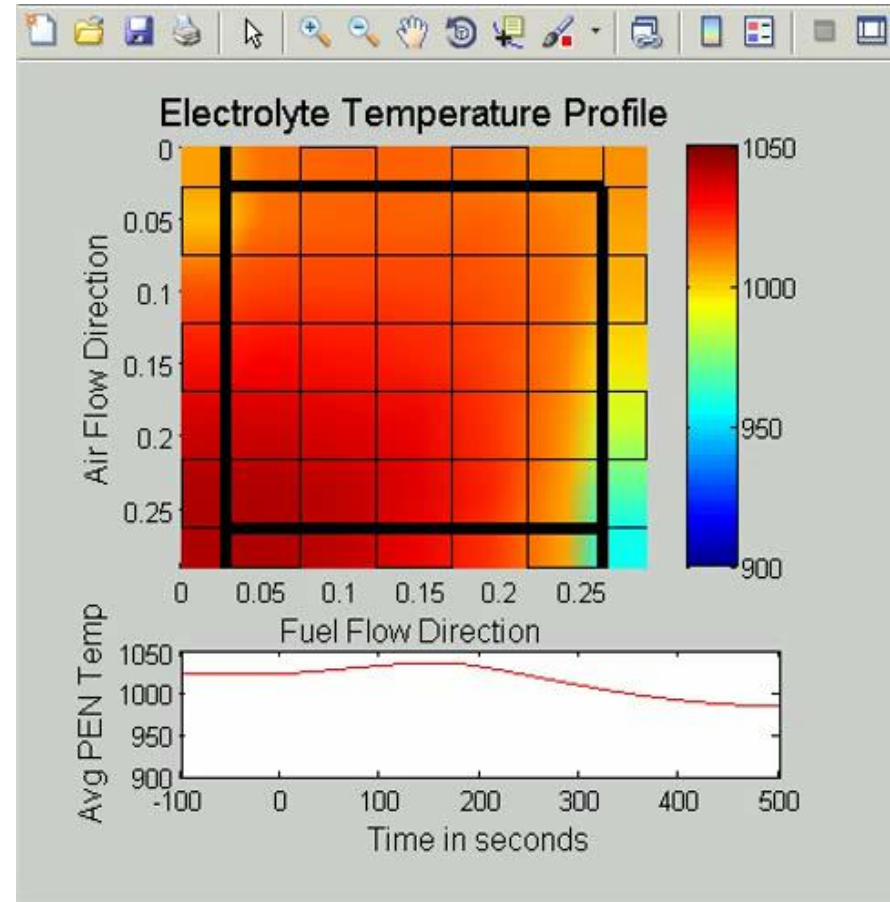 Electrolyte Temperature Profile
0
0.05
0.1
0.15
0.2
0.25
Air Flow Direction
0 0.05 0.1 0.15 0.2 0.25
Fuel Flow Direction
1050
1000
950
900
Avg PEN Temp
1050
1000
950
900
-100 0 100 200 300 400 500
Time in seconds